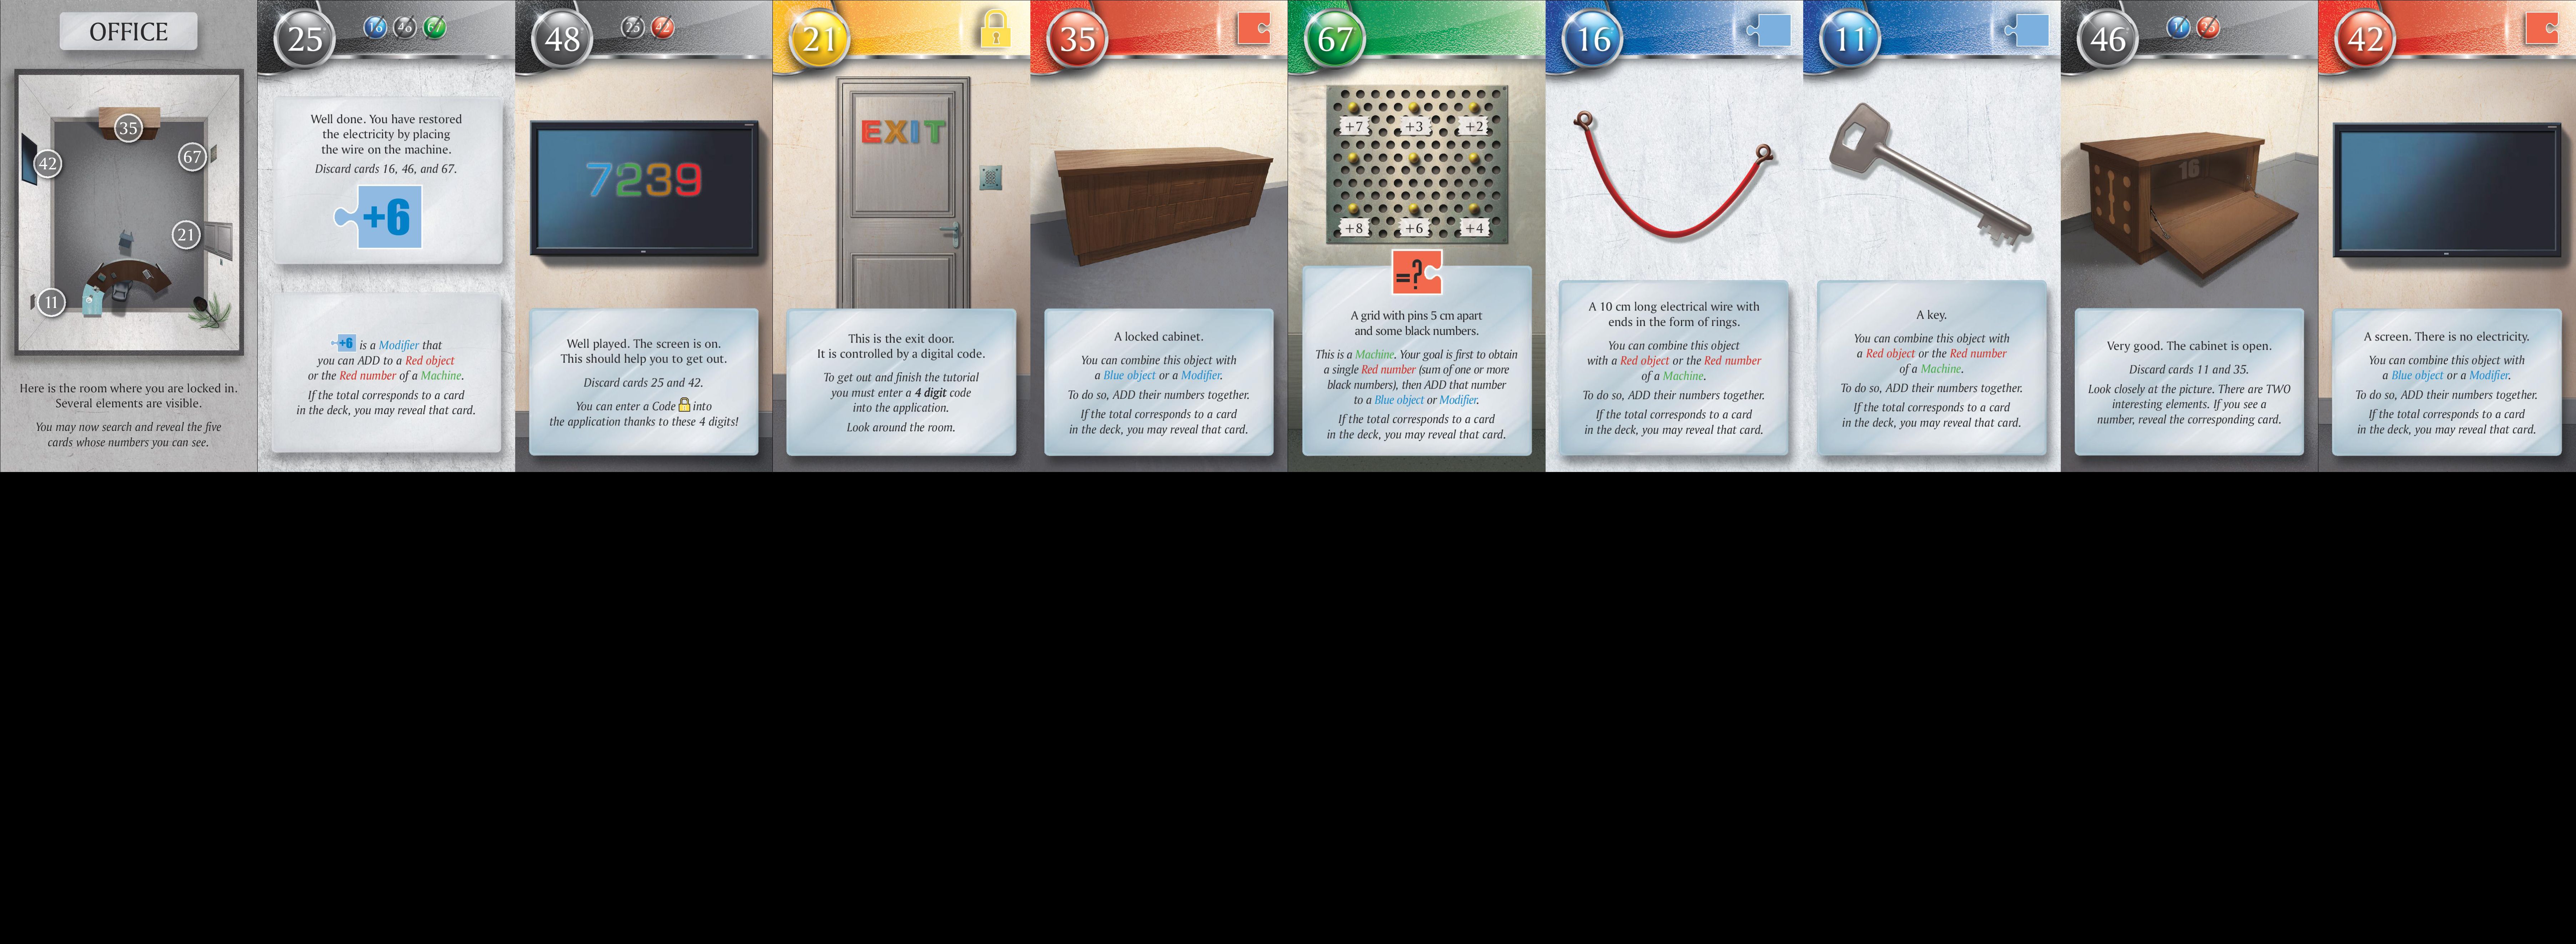 OFFICE
35
42
67
21
11
Here is the room where you are locked in.
Several elements are visible.
You may now search and reveal the five
cards whose numbers you can see.
25
16 46 67
Well done. You have restored
the electricity by placing
the wire on the machine.
Discard cards 16, 46, and 67.
+6
+6 is a Modifier that
you can ADD to a Red object
or the Red number of a Machine.
If the total corresponds to a card
in the deck, you may reveal that card.
48
25 42
7239
Well played. The screen is on.
This should help you to get out.
Discard cards 25 and 42.
You can enter a Code into
the application thanks to these 4 digits!
21
EXIT
This is the exit door.
It is controlled by a digital code.
To get out and finish the tutorial
you must enter a 4 digit code
into the application.
Look around the room.
35
A locked cabinet.
You can combine this object with
a Blue object or a Modifier.
To do so, ADD their numbers together.
If the total corresponds to a card
in the deck, you may reveal that card.
67
+7 +3 +2
+8 +6 +4
=?
A grid with pins 5 cm apart
and some black numbers.
This is a Machine. Your goal is first to obtain
a single Red number (sum of one or more
black numbers), then ADD that number
to a Blue object or Modifier.
If the total corresponds to a card
in the deck, you may reveal that card.
16
A 10 cm long electrical wire with
ends in the form of rings.
You can combine this object
with a Red object or the Red number
of a Machine.
To do so, ADD their numbers together.
If the total corresponds to a card
in the deck, you may reveal that card.
11
A key.
You can combine this object with
a Red object or the Red number
of a Machine.
To do so, ADD their numbers together.
If the total corresponds to a card
in the deck, you may reveal that card.
46
11 35
16
Very good. The cabinet is open.
Discard cards 11 and 35.
Look closely at the picture. There are TWO
interesting elements. If you see a
number, reveal the corresponding card.
42
A screen. There is no electricity.
You can combine this object with
a Blue object or a Modifier.
To do so, ADD their numbers together.
If the total corresponds to a card
in the deck, you may reveal that card.